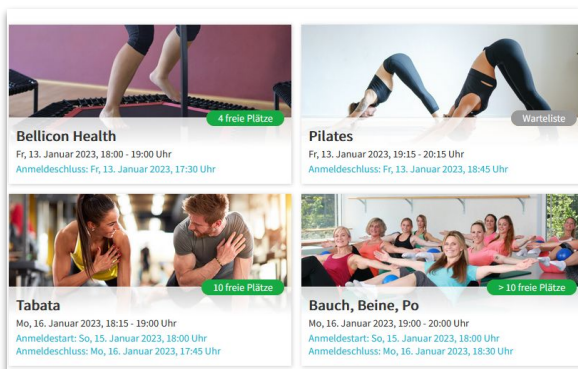 4 freie Plätze
Bellicon Health
Fr, 13. Januar 2023, 18:00 - 19:00 Uhr
Anmeldeschluss: Fr, 13. Januar 2023, 17:30 Uhr
Warteliste
Pilates
Fr, 13. Januar 2023, 19:15 - 20:15 Uhr
Anmeldeschluss: Fr, 13. Januar 2023, 18:45 Uhr
10 freie Plätze
Tabata
Mo, 16. Januar 2023, 18:15 - 19:00 Uhr
Anmeldestart: So, 15. Januar 2023, 18:00 Uhr
Anmeldeschluss: Mo, 16. Januar 2023, 17:45 Uhr
> 10 freie Plätze
Bauch, Beine, Po
Mo, 16. Januar 2023, 19:00 - 20:00 Uhr
Anmeldestart: So, 15. Januar 2023, 18:00 Uhr
Anmeldeschluss: Mo, 16. Januar 2023, 18:30 Uhr